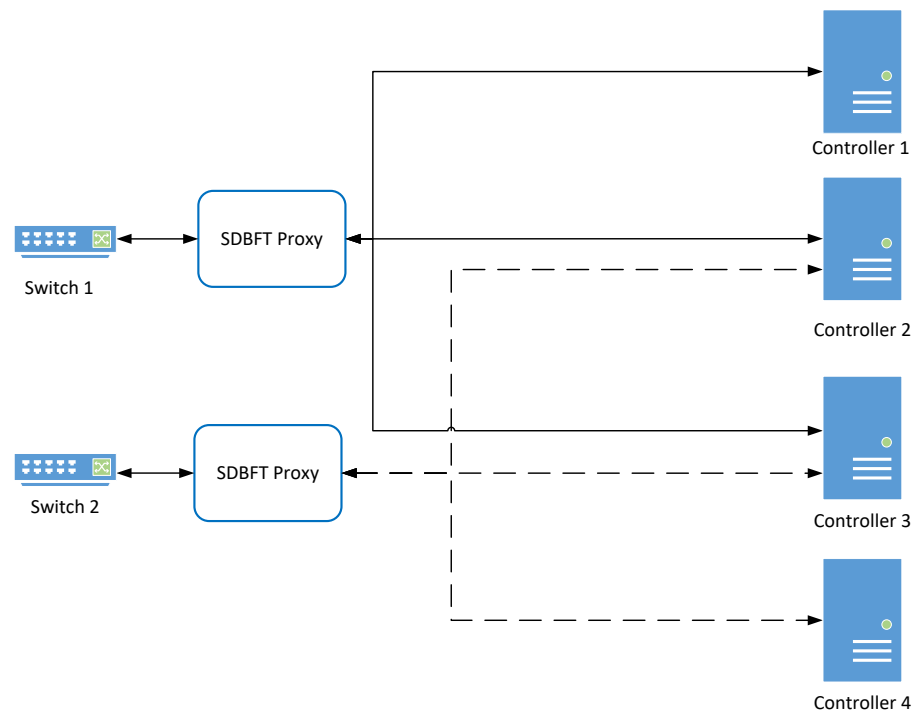 Controller 1
SDBFT Proxy
Switch 1
Controller 2
SDBFT Proxy
Switch 2
Controller 3
Controller 4